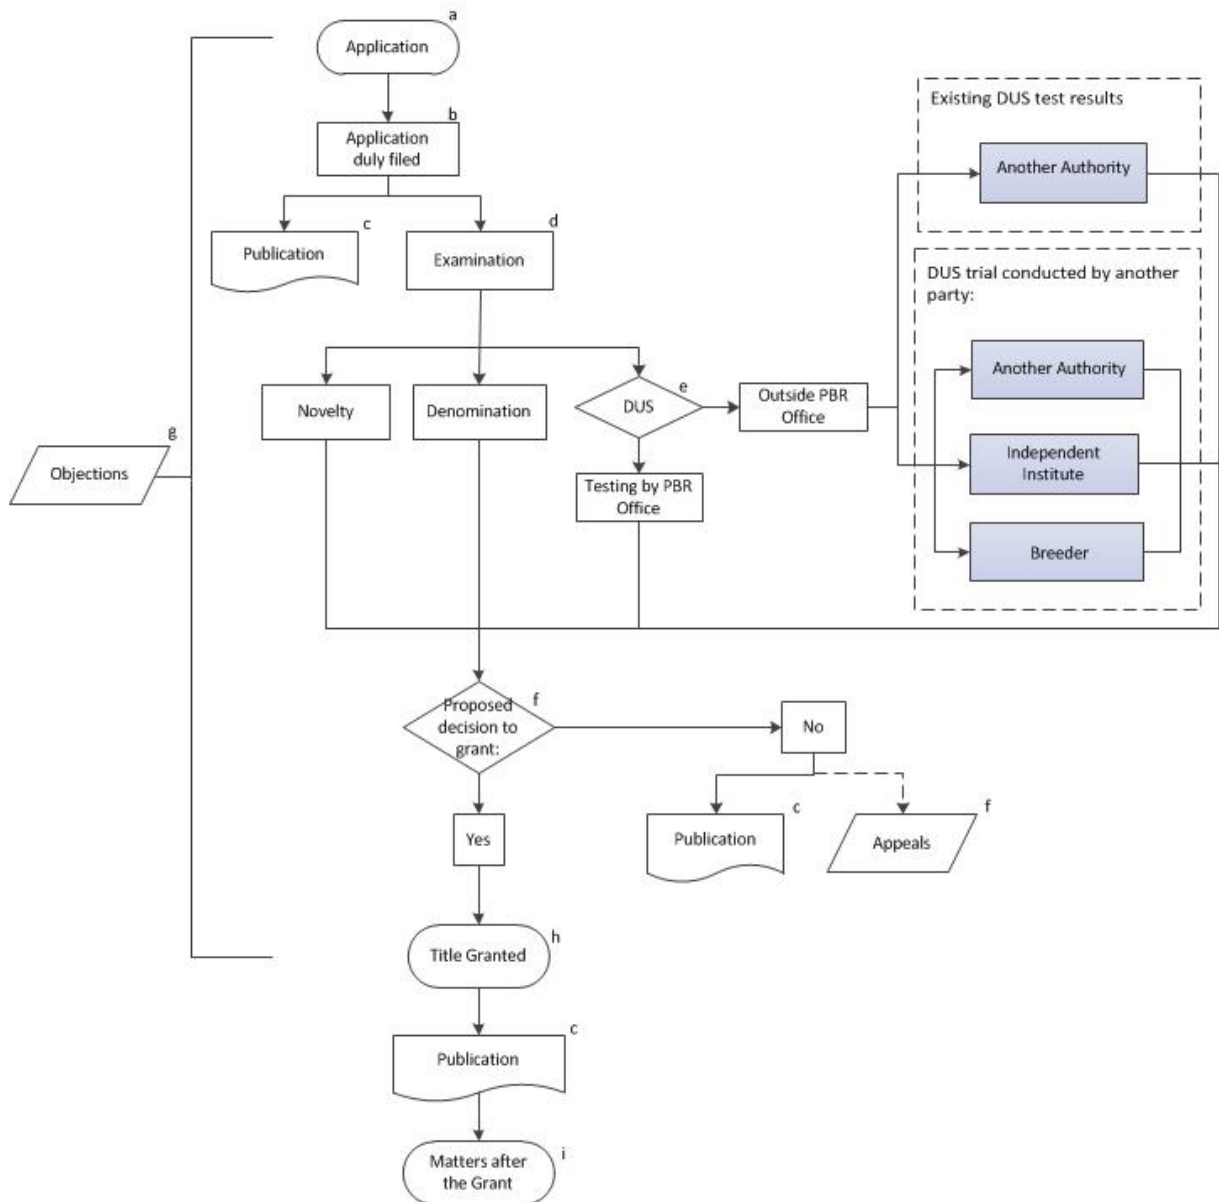 a
Application
b
Application
duly filed
c
Publication
d
Examination
Existing DUS test results
Another Authority
DUS trial conducted by another
party:
Another Authority
Independent
Institute
Breeder
Novelty
Denomination
e
DUS
Outside PBR
Office
Testing by PBR
Office
g
Objections
f
Proposed
decision to
grant:
No
c
Publication
f
Appeals
Yes
h
Title Granted
c
Publication
i
Matters after
the Grant